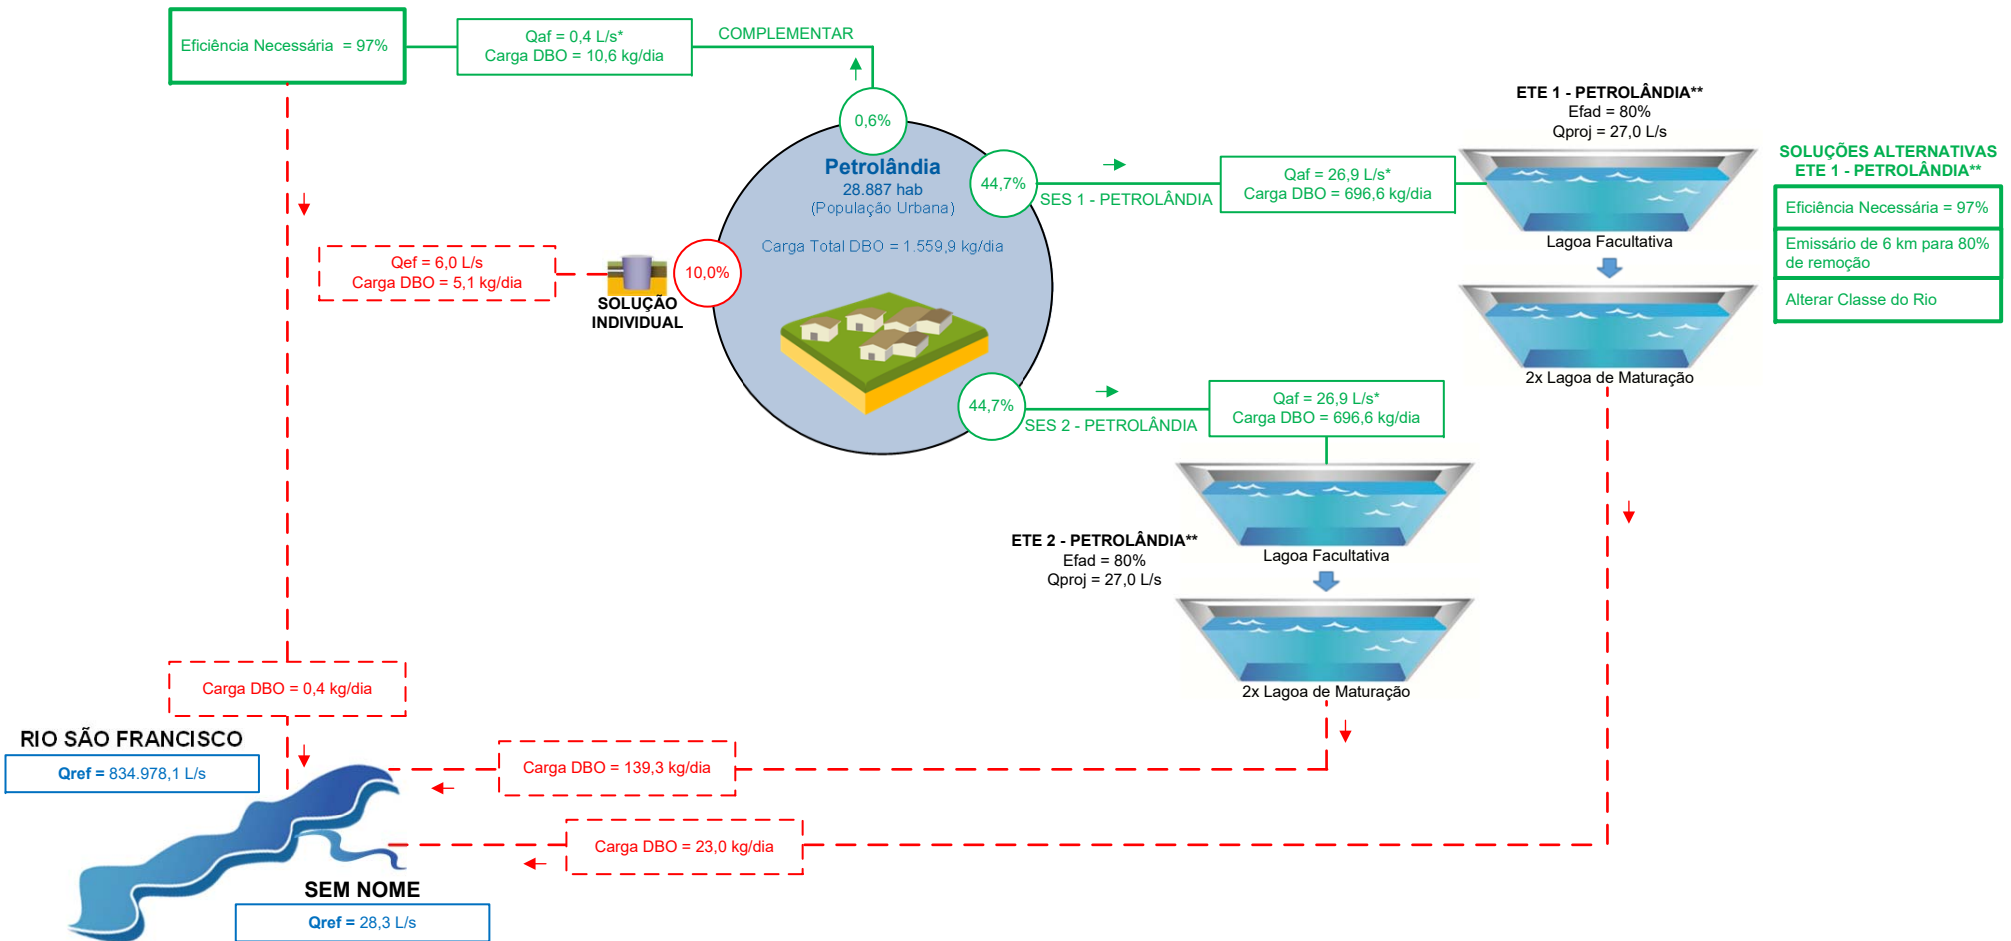 Eficiência Necessária = 97%
Qaf = 0,4 L/s*
Carga DBO = 10,6 kg/dia
COMPLEMENTAR
0,6%
Petrolândia
28.887 hab
(População Urbana)
Carga Total DBO = 1.559,9 kg/dia
44,7%
SES 1 - PETROLÂNDIA
Qaf = 26,9 L/s*
Carga DBO = 696,6 kg/dia
ETE 1 - PETROLÂNDIA**
Efad = 80%
Qproj = 27,0 L/s
Lagoa Facultativa
2x Lagoa de Maturação
SOLUÇÕES ALTERNATIVAS
ETE 1 - PETROLÂNDIA**
Eficiência Necessária = 97%
Emissário de 6 km para 80%
de remoção
Alterar Classe do Rio
Qef = 6,0 L/s
Carga DBO = 5,1 kg/dia
SOLUÇÃO
INDIVIDUAL
10,0%
44,7%
SES 2 - PETROLÂNDIA
Qaf = 26,9 L/s*
Carga DBO = 696,6 kg/dia
ETE 2 - PETROLÂNDIA**
Efad = 80%
Qproj = 27,0 L/s
Lagoa Facultativa
2x Lagoa de Maturação
Carga DBO = 0,4 kg/dia
RIO SÃO FRANCISCO
Qref = 834.978,1 L/s
Carga DBO = 139,3 kg/dia
Carga DBO = 23,0 kg/dia
SEM NOME
Qref = 28,3 L/s